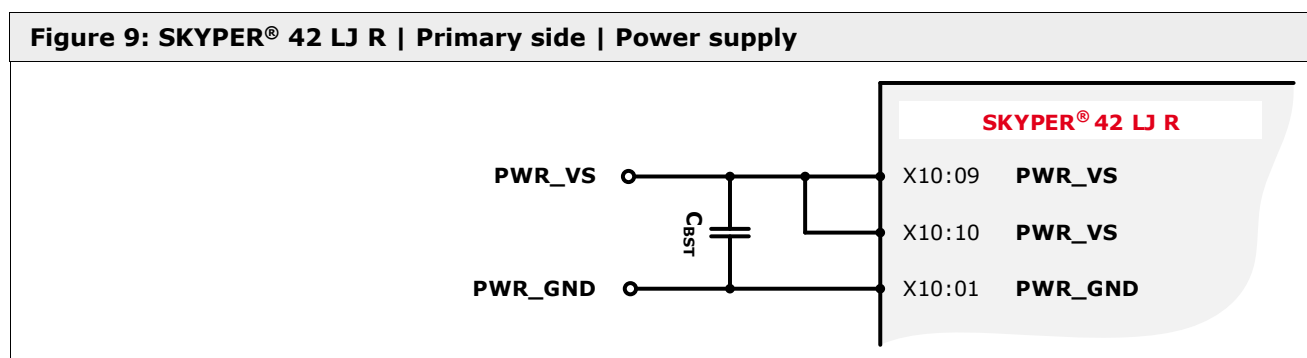 Figure 9: SKYPER® 42 LJ R | Primary side | Power supply
SKYPER® 42 LJ R
PWR_VS
X10:09 PWR_VS
CBST
X10:10 PWR_VS
PWR_GND
X10:01 PWR_GND